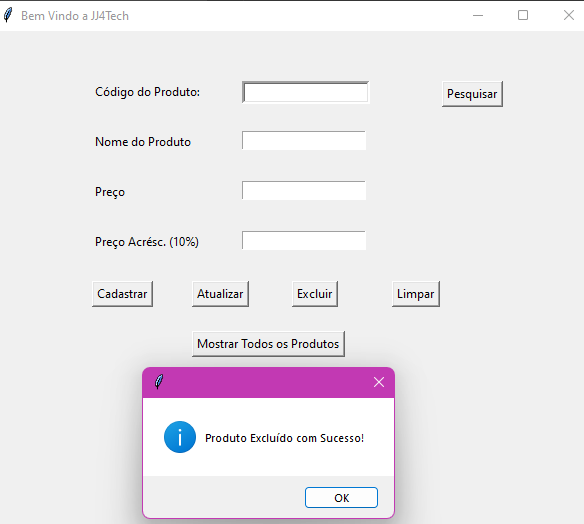 Bem Vindo a JJ4Tech
Código do Produto:
Pesquisar
Nome do Produto
Preço
Preço Acrésc. (10%)
Cadastrar
Atualizar
Excluir
Limpar
Mostrar Todos os Produtos
Produto Excluído com Sucesso!
OK